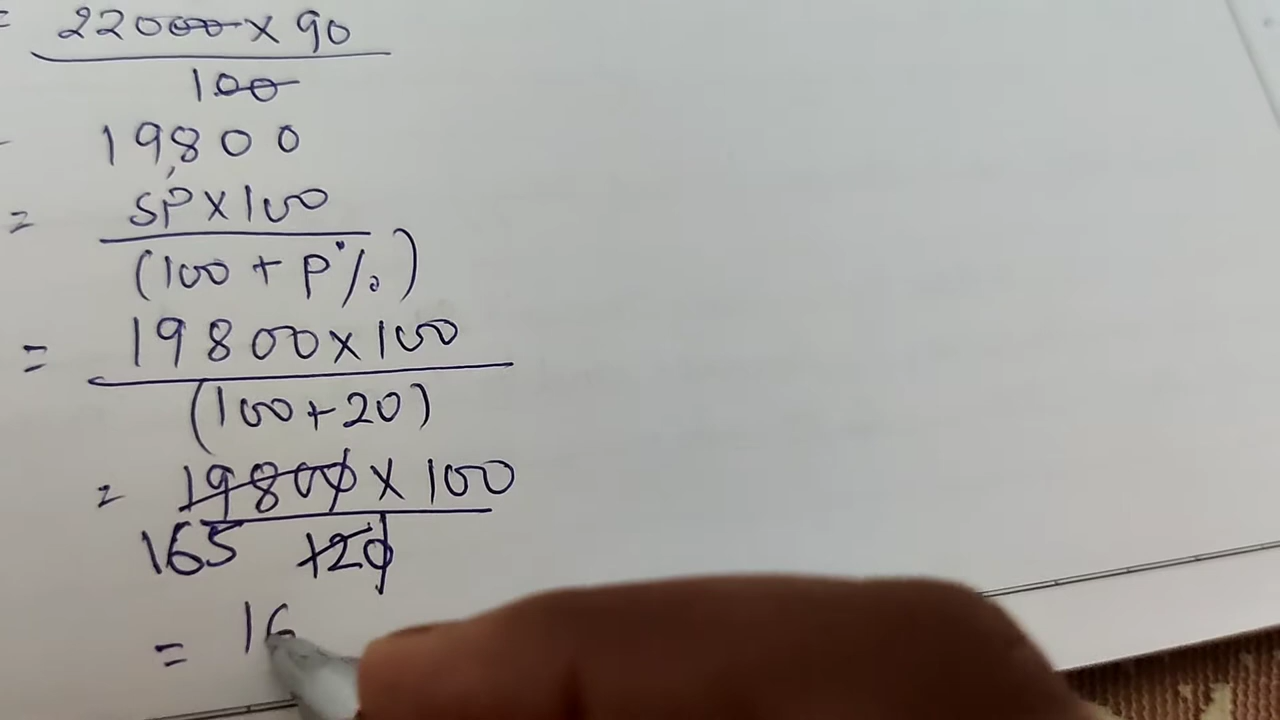 = 22000 x 90
100
- 19800
= SP x 100
(100 + P%)
= 19800 x 100
(100 + 20)
= 19800 x 100
165 120
= 16